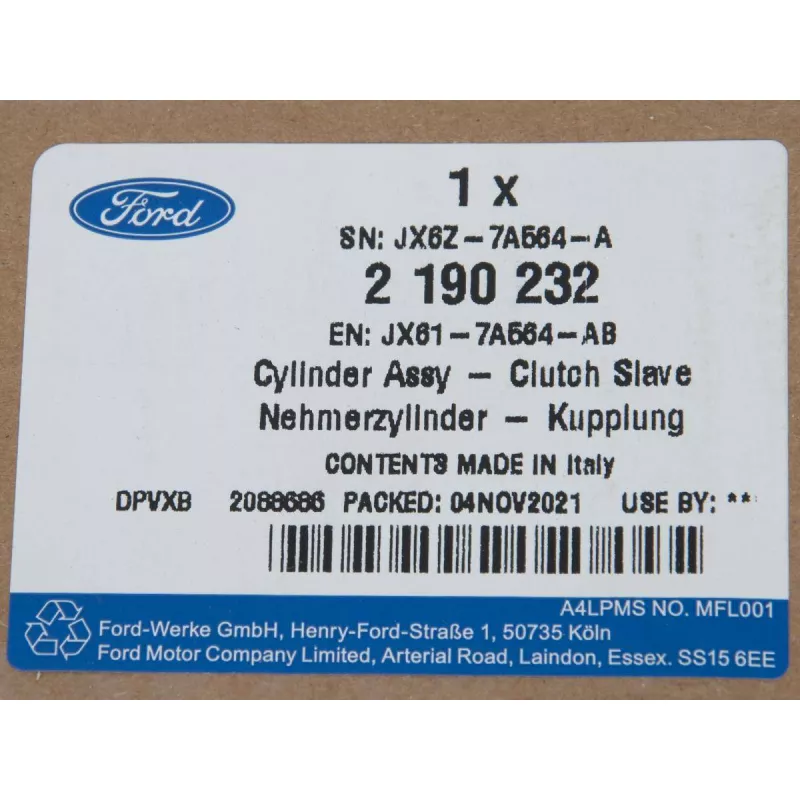 Ford
1 x
SN: JX6Z-7A564-A
2 190 232
EN: JX61-7A564-AB
Cylinder Assy - Clutch Slave
Nehmerzylinder - Kupplung
CONTENTS MADE IN Italy
DPVXB 2088686 PACKED: 04NOV2021 USE BY: **
A4LPMS NO. MFL001
Ford-Werke GmbH, Henry-Ford-Straße 1, 50735 Köln
Ford Motor Company Limited, Arterial Road, Laindon, Essex. SS15 6EE